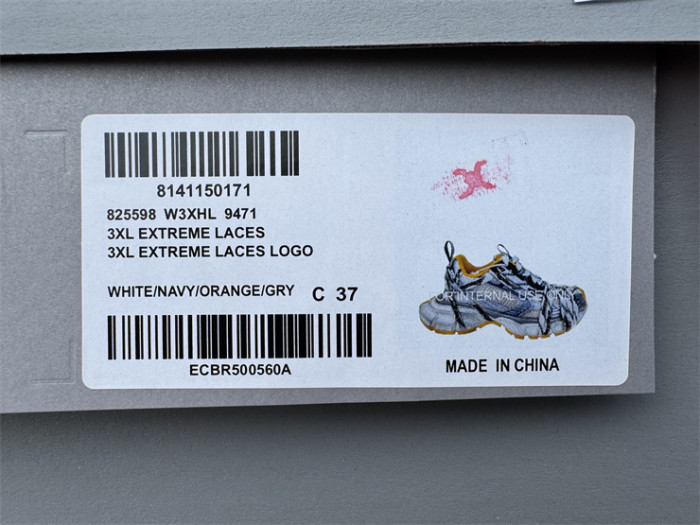 8141150171
825598 W3XHL 9471
3XL EXTREME LACES
3XL EXTREME LACES LOGO
WHITE/NAVY/ORANGE/GRY C 37
OR INTERNAL USE ONLY
ECBR500560A
MADE IN CHINA